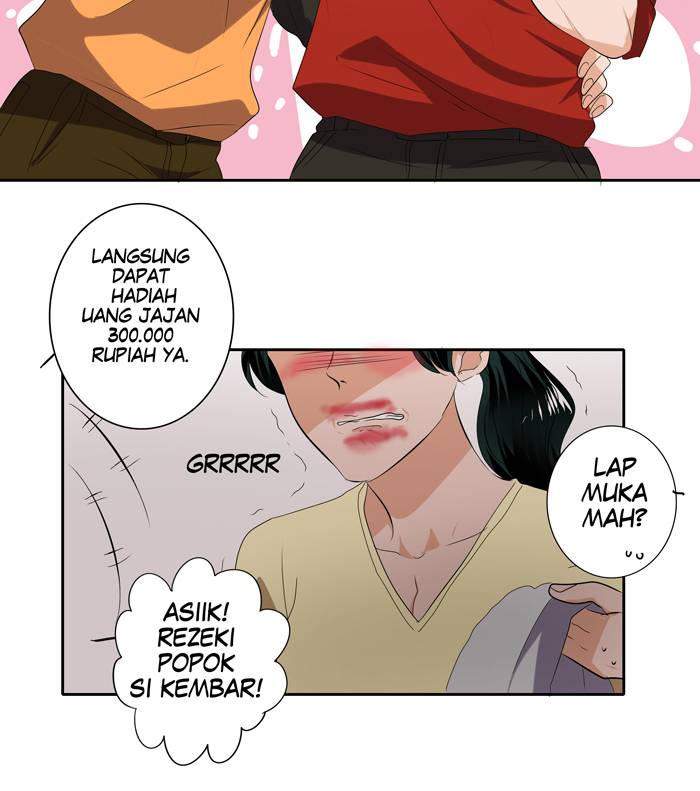 LANGSUNG
DAPAT
HADIAH
UANG JAJAN
300.000
RUPIAH YA.
GRRRRR
LAP
MUKA
MAH?
ASIIK!
REZEKI
POPOK
SI KEMBAR!